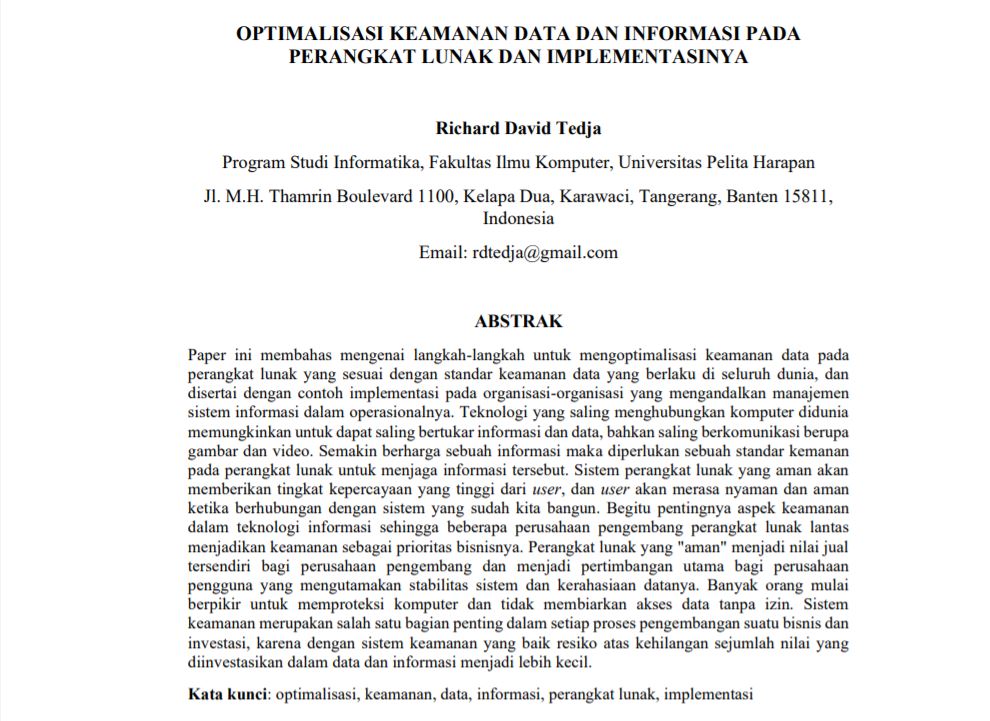 OPTIMALISASI KEAMANAN DATA DAN INFORMASI PADA
PERANGKAT LUNAK DAN IMPLEMENTASINYA
Richard David Tedja
Program Studi Informatika, Fakultas Ilmu Komputer, Universitas Pelita Harapan
Jl. M.H. Thamrin Boulevard 1100, Kelapa Dua, Karawaci, Tangerang, Banten 15811,
Indonesia
Email: rdtedja@gmail.com
ABSTRAK
Paper ini membahas mengenai langkah-langkah untuk mengoptimalisasi keamanan data pada
perangkat lunak yang sesuai dengan standar keamanan data yang berlaku di seluruh dunia, dan
disertai dengan contoh implementasi pada organisasi-organisasi yang mengandalkan manajemen
sistem informasi dalam operasionalnya. Teknologi yang saling menghubungkan komputer didunia
memungkinkan untuk dapat saling bertukar informasi dan data, bahkan saling berkomunikasi berupa
gambar dan video. Semakin berharga sebuah informasi maka diperlukan sebuah standar kemanan
pada perangkat lunak untuk menjaga informasi tersebut. Sistem perangkat lunak yang aman akan
memberikan tingkat kepercayaan yang tinggi dari user, dan user akan merasa nyaman dan aman
ketika berhubungan dengan sistem yang sudah kita bangun. Begitu pentingnya aspek keamanan
dalam teknologi informasi sehingga beberapa perusahaan pengembang perangkat lunak lantas
menjadikan keamanan sebagai prioritas bisnisnya. Perangkat lunak yang "aman" menjadi nilai jual
tersendiri bagi perusahaan pengembang dan menjadi pertimbangan utama bagi perusahaan
pengguna yang mengutamakan stabilitas sistem dan kerahasiaan datanya. Banyak orang mulai
berpikir untuk memproteksi komputer dan tidak membiarkan akses data tanpa izin. Sistem
keamanan merupakan salah satu bagian penting dalam setiap proses pengembangan suatu bisnis dan
investasi, karena dengan sistem keamanan yang baik resiko atas kehilangan sejumlah nilai yang
diinvestasikan dalam data dan informasi menjadi lebih kecil.
Kata kunci: optimalisasi, keamanan, data, informasi, perangkat lunak, implementasi